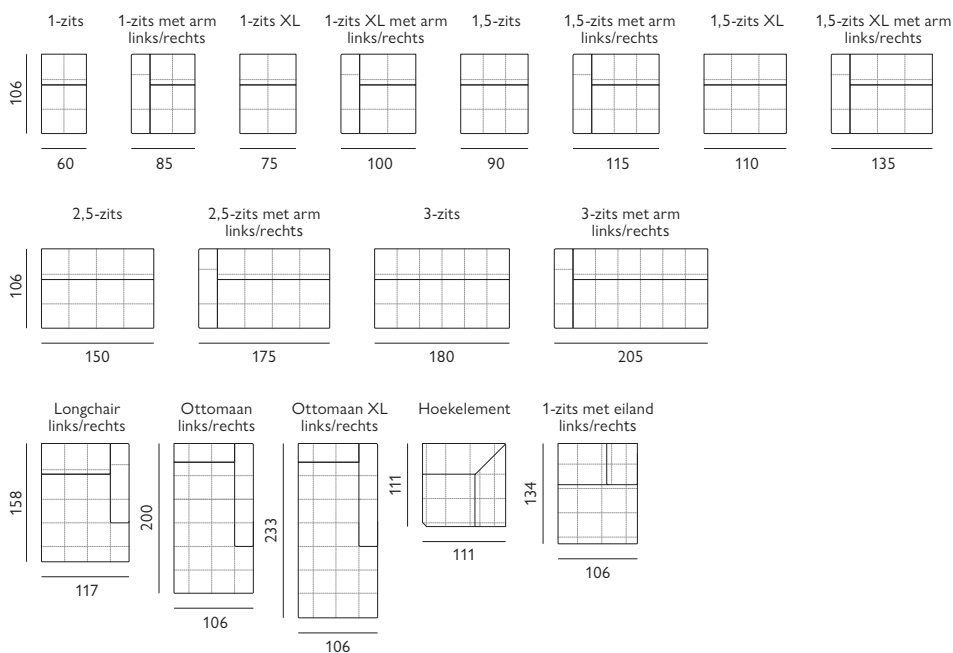 1-zits
1-zits met arm
links/rechts
1-zits XL
1-zits XL met arm
links/rechts
1,5-zits
1,5-zits met arm
links/rechts
1,5-zits XL
1,5-zits XL met arm
links/rechts
106
60
85
75
100
90
115
110
135
2,5-zits
2,5-zits met arm
links/rechts
3-zits
3-zits met arm
links/rechts
106
150
175
180
205
Longchair
links/rechts
Ottomaan
links/rechts
Ottomaan XL
links/rechts
Hoekelement
1-zits met eiland
links/rechts
158
200
233
111
134
117
106
106
111
106